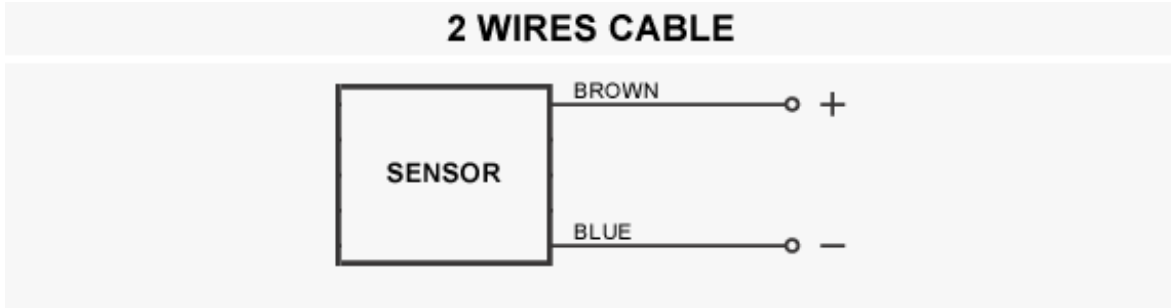 2 WIRES CABLE
BROWN
+
SENSOR
BLUE
−